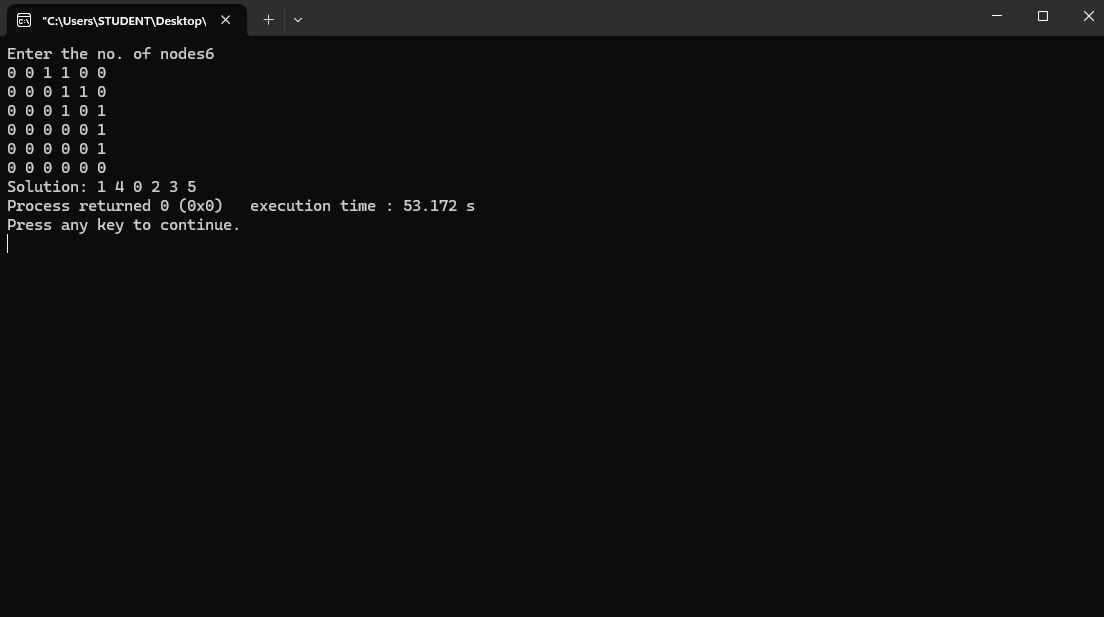 "C:\Users\STUDENT\Desktop\
Enter the no. of nodes6
0 0 1 1 0 0
0 0 0 1 1 0
0 0 0 1 0 1
0 0 0 0 0 1
0 0 0 0 0 1
0 0 0 0 0 0
Solution: 1 4 0 2 3 5
Process returned 0 (0x0)   execution time : 53.172 s
Press any key to continue.